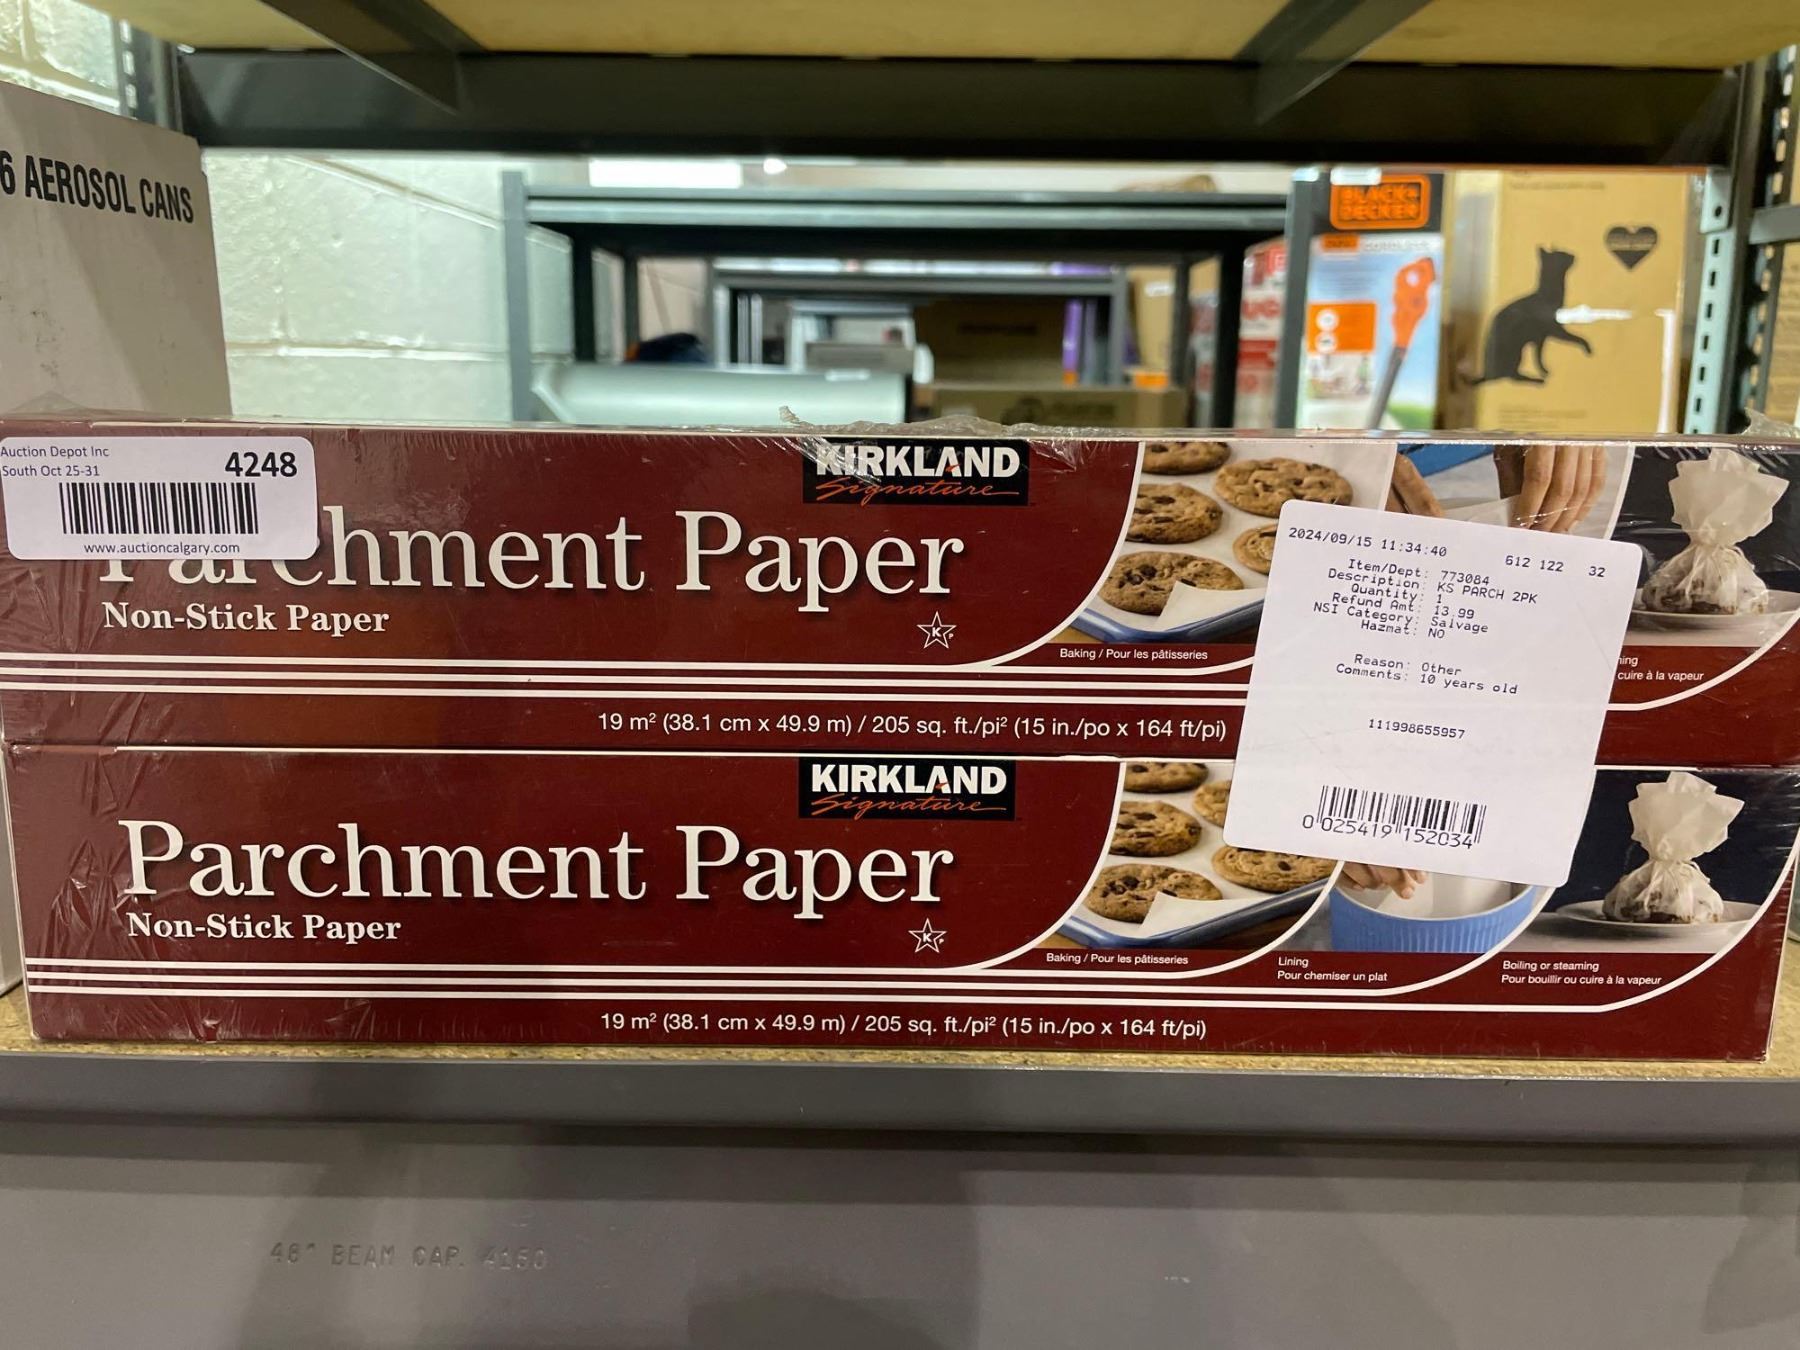 6 AEROSOL CANS
BLACK+
DECKER
Auction Depot Inc
South Oct 25-31
4248
www.auctioncalgary.com
KIRKLAND
Signature
Parchment Paper
Non-Stick Paper
K P
Baking / Pour les pâtisseries
cuire à la vapeur
19 m² (38.1 cm x 49.9 m) / 205 sq. ft./pi² (15 in./po x 164 ft/pi)
2024/09/15 11:34:40 612 122 32
Item/Dept: 773084
Description: KS PARCH 2PK
Quantity: 1
Refund Amt: 13.99
NSI Category: Salvage
Hazmat: NO
Reason: Other
Comments: 10 years old
111998655957
0 025419 152034
KIRKLAND
Signature
Parchment Paper
Non-Stick Paper
K P
Baking / Pour les pâtisseries
Lining
Pour chemiser un plat
Boiling or steaming
Pour bouillir ou cuire à la vapeur
19 m² (38.1 cm x 49.9 m) / 205 sq. ft./pi² (15 in./po x 164 ft/pi)
48" BEAM CAP. 4150